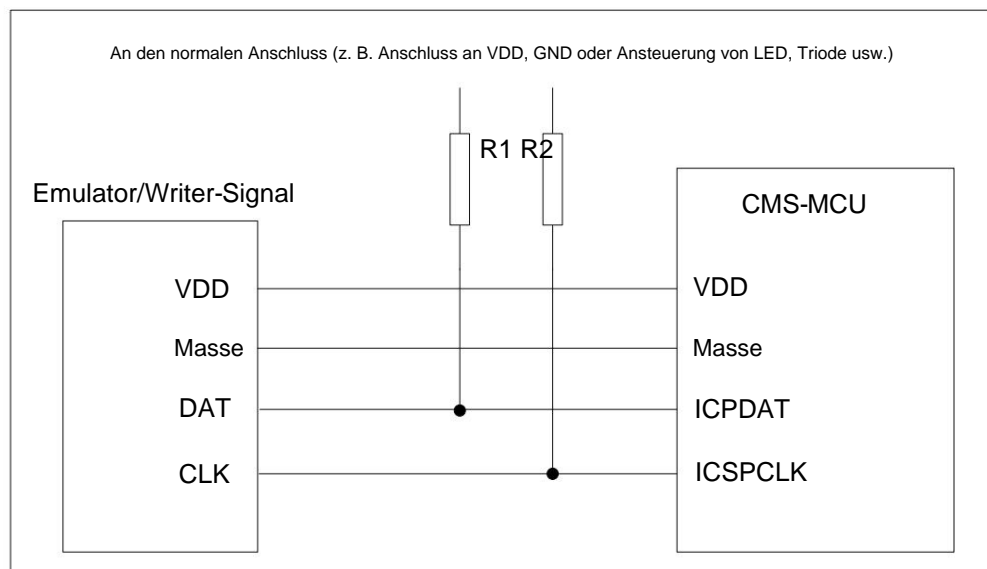 An den normalen Anschluss (z. B. Anschluss an VDD, GND oder Ansteuerung von LED, Triode usw.)
R1 R2
Emulator/Writer-Signal
CMS-MCU
VDD
VDD
Masse
Masse
DAT
ICPDAT
CLK
ICSPCLK